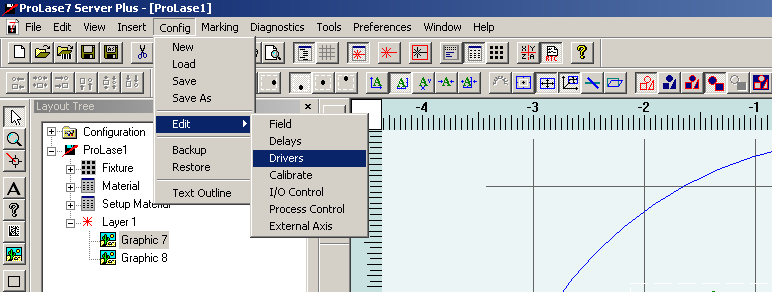 ProLase7 Server Plus - [ProLase1]
File Edit View Insert Config Marking Diagnostics Tools Preferences Window Help
New
Load
Save
Save As
Edit
Backup
Restore
Text Outline
Field
Delays
Drivers
Calibrate
I/O Control
Process Control
External Axis
Layout Tree
Configuration
ProLase1
Fixture
Material
Setup Material
Layer 1
Graphic 7
Graphic 8
XYZ RTC
A
?
-4 -3 -2 -1